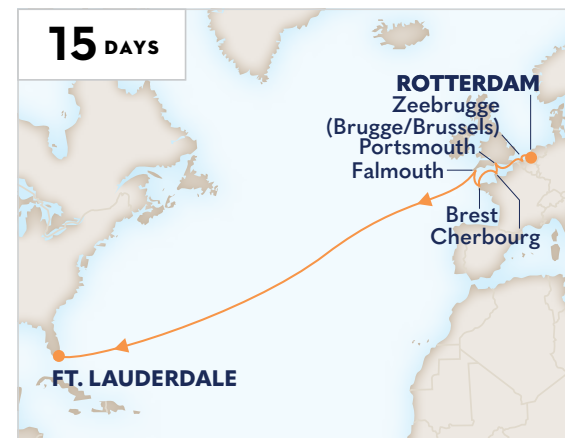 15 DAYS
ROTTERDAM
Zeebrugge
(Brugge/Brussels)
Portsmouth
Falmouth
Brest
Cherbourg
FT. LAUDERDALE